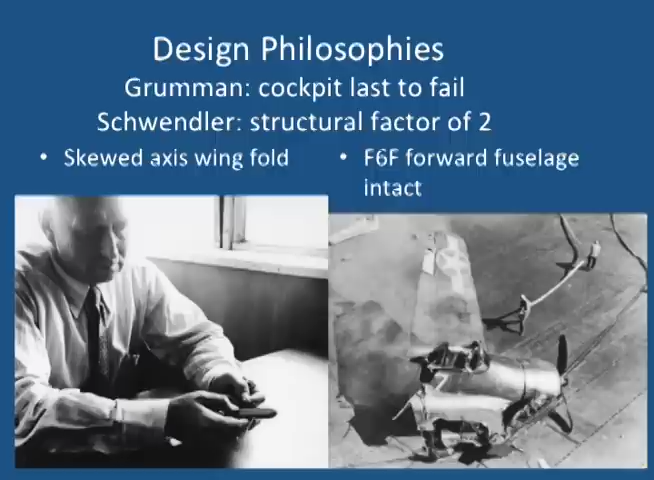 Design Philosophies
Grumman: cockpit last to fail
Schwendler: structural factor of 2
• Skewed axis wing fold
• F6F forward fuselage
intact